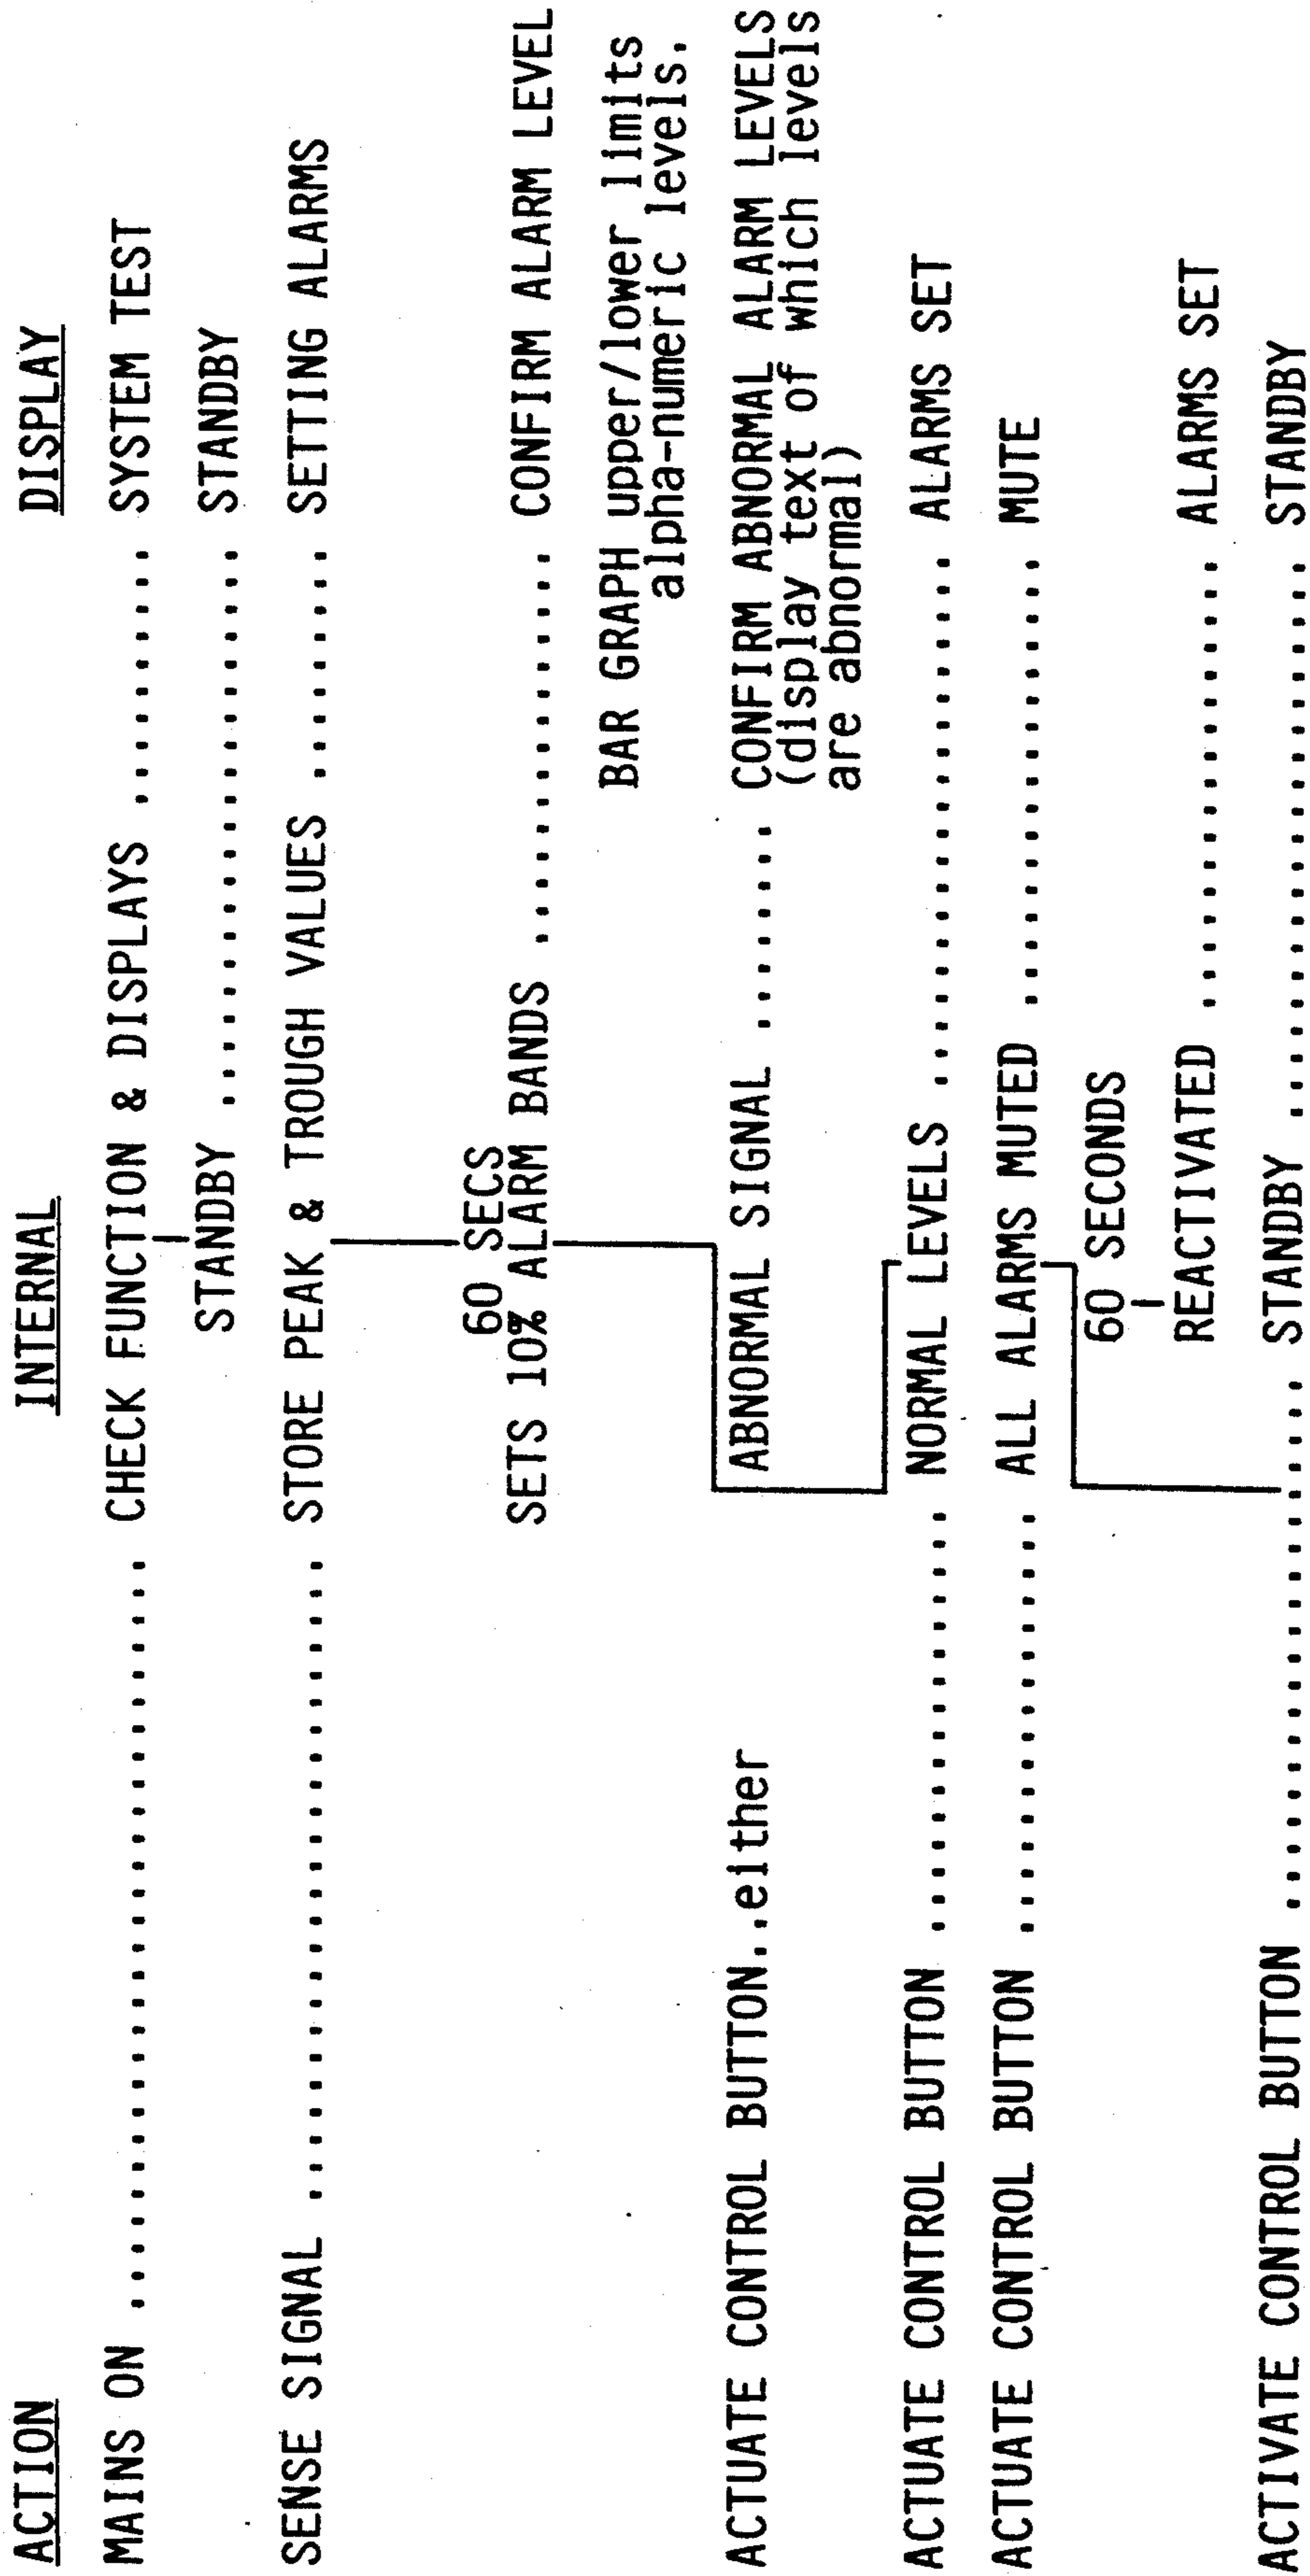 ACTION INTERNAL DISPLAY
MAINS ON .................................... CHECK FUNCTION & DISPLAYS .......... SYSTEM TEST
STANDBY ..................... STANDBY
SENSE SIGNAL ........................ STORE PEAK & TROUGH VALUES ........ SETTING ALARMS
60 SECS
SETS 10% ALARM BANDS ............... CONFIRM ALARM LEVEL
BAR GRAPH upper/lower limits
alpha-numeric levels.
ACTUATE CONTROL BUTTON..either ABNORMAL SIGNAL ........ CONFIRM ABNORMAL ALARM LEVELS
(display text of which levels
are abnormal)
ACTUATE CONTROL BUTTON ................ NORMAL LEVELS .................... ALARMS SET
ACTUATE CONTROL BUTTON ................ ALL ALARMS MUTED ................. MUTE
60 SECONDS
REACTIVATED ................. ALARMS SET
ACTIVATE CONTROL BUTTON .................... STANDBY ..................... STANDBY